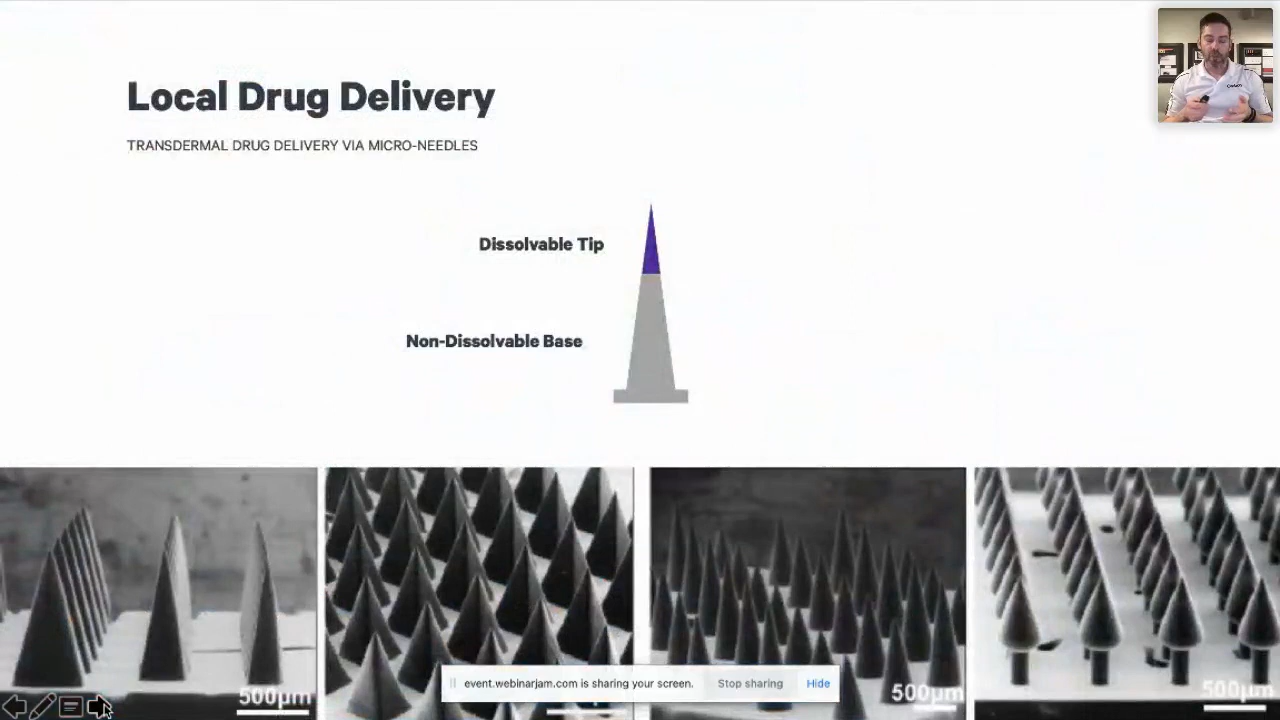 Local Drug Delivery
TRANSDERMAL DRUG DELIVERY VIA MICRO-NEEDLES
Dissolvable Tip
Non-Dissolvable Base
500μm
500μm
500μm
event.webinarjam.com is sharing your screen.
Stop sharing
Hide